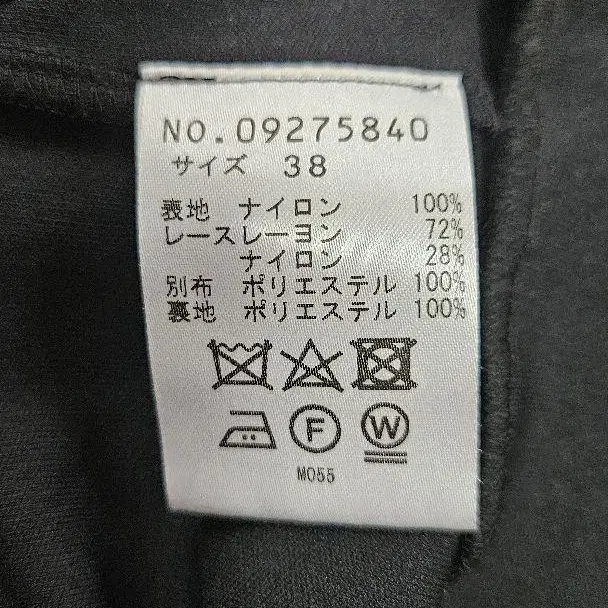 NO.09275840
サイズ 38
表地 ナイロン 100%
レースレーヨン 72%
ナイロン 28%
別布 ポリエステル 100%
裏地 ポリエステル 100%
F W
M055